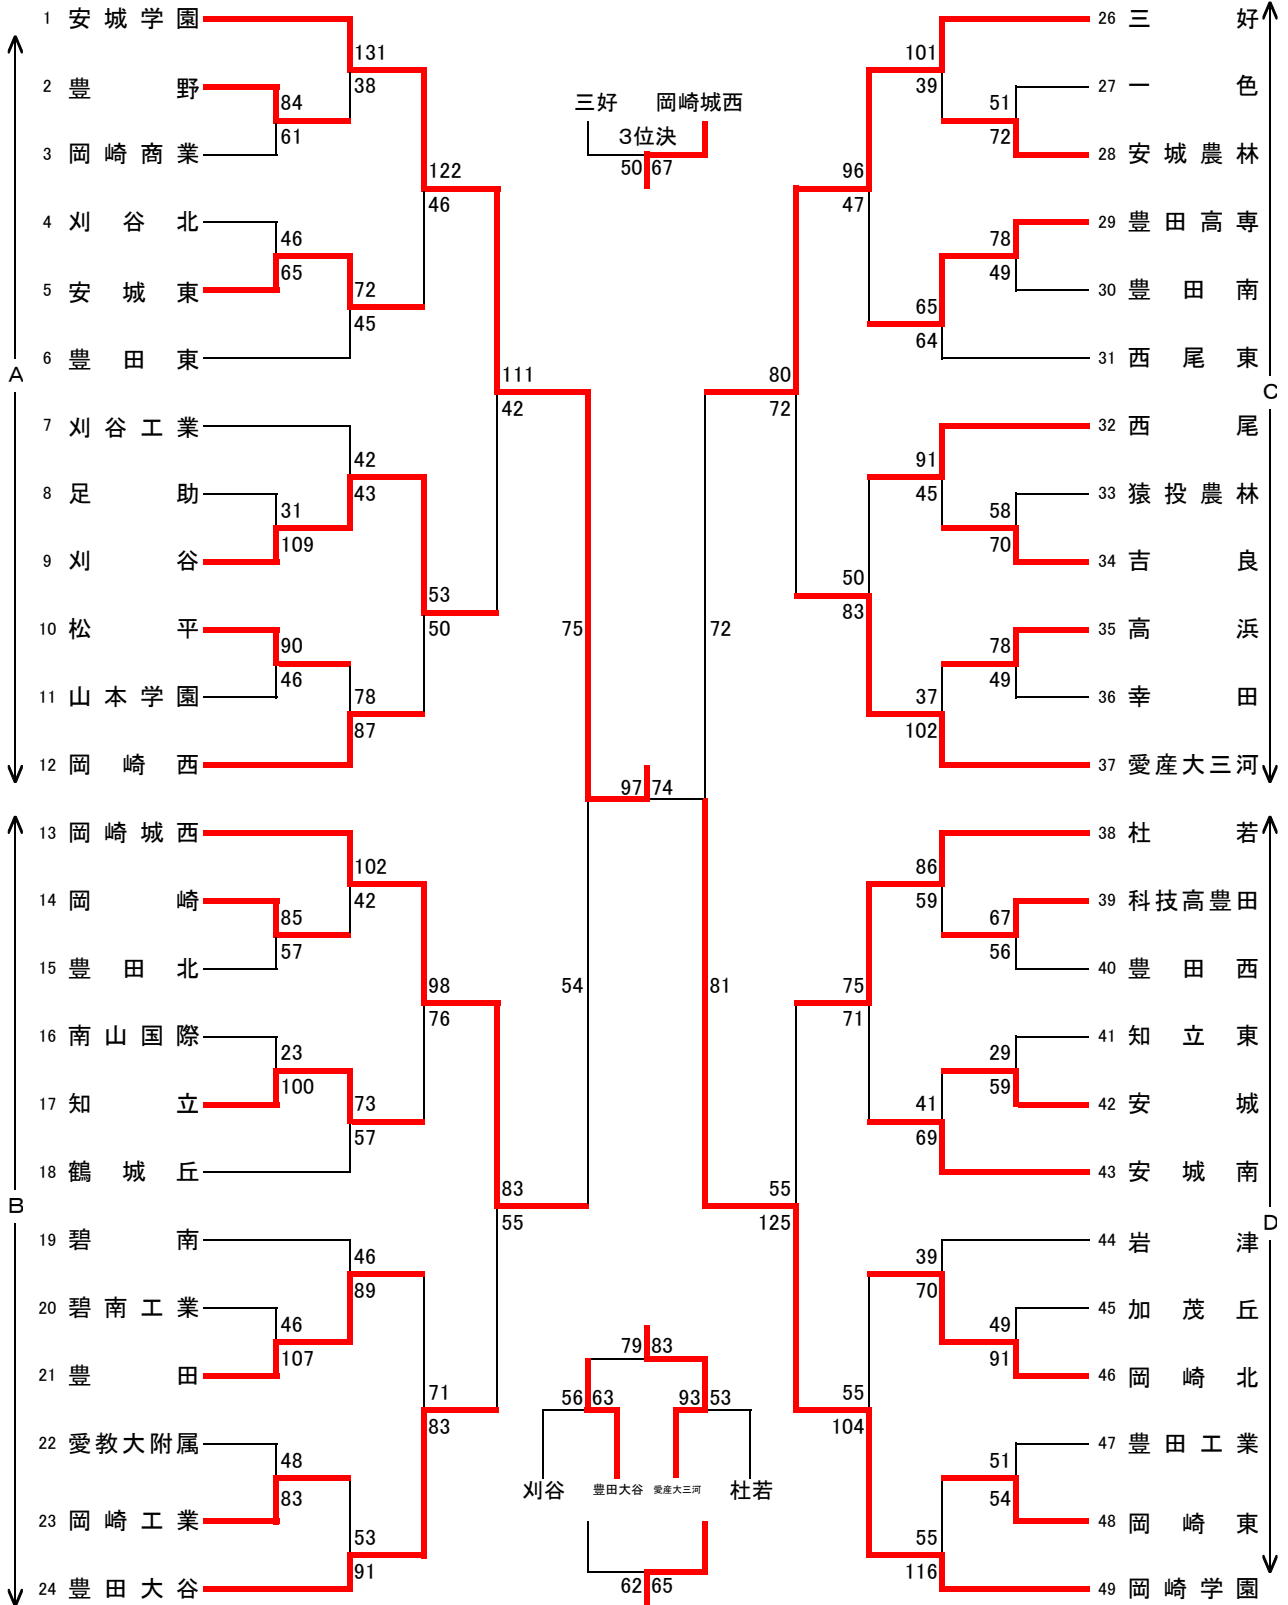 1 安城学園
2 豊野
3 岡崎商業
4 刈谷北
5 安城東
6 豊田東
7 刈谷工業
8 足助
9 刈谷
10 松平
11 山本学園
12 岡崎西
A
13 岡崎城西
14 岡崎
15 豊田北
16 南山国際
17 知立
18 鶴城丘
19 碧南
20 碧南工業
21 豊田
22 愛教大附属
23 岡崎工業
24 豊田大谷
B
131
38
84
61
122
46
46
65
72
45
111
42
42
43
31
109
53
50
90
46
78
87
75
102
42
85
57
98
76
23
100
73
57
54
83
55
46
89
46
107
71
83
48
83
53
91
三好 岡崎城西
3位決
50 67
97 74
79 83
56 63 93 53
刈谷 豊田大谷 愛産大三河 杜若
62 65
101
39
51
72
96
47
78
49
65
64
80
72
91
45
58
70
50
83
78
49
37
102
72
86
59
67
56
75
71
29
59
41
69
81
55
125
39
70
49
91
55
104
51
54
55
116
26 三好
27 一色
28 安城農林
29 豊田高専
30 豊田南
31 西尾東
32 西尾
33 猿投農林
34 吉良
35 高浜
36 幸田
37 愛産大三河
C
38 杜若
39 科技高豊田
40 豊田西
41 知立東
42 安城
43 安城南
44 岩津
45 加茂丘
46 岡崎北
47 豊田工業
48 岡崎東
49 岡崎学園
D